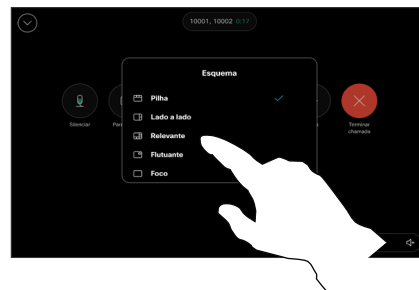 10001, 10002 0:17
Esquema
Pilha
Lado a lado
Relevante
Flutuante
Foco
Silenciar
Terminar
chamada